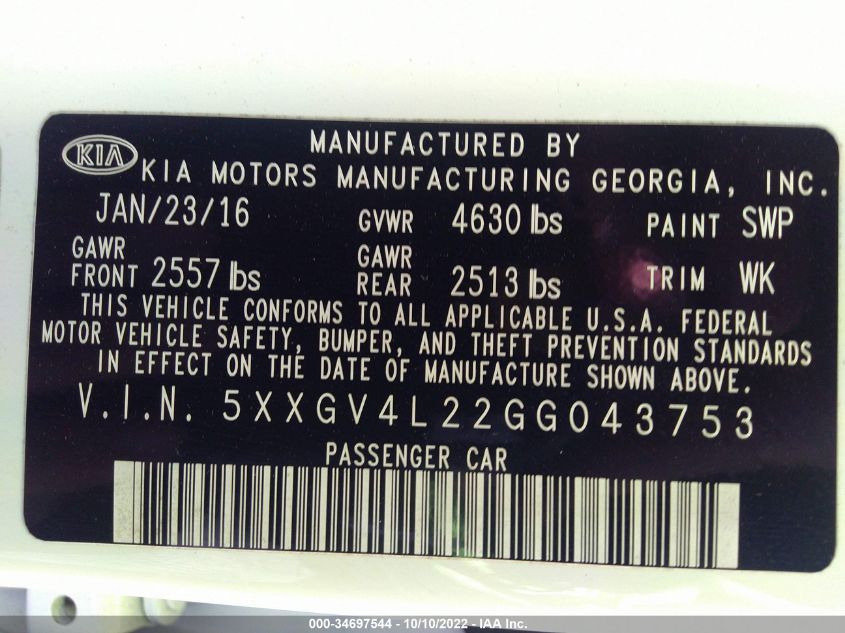 MANUFACTURED BY
KIA KIA MOTORS MANUFACTURING GEORGIA, INC.
JAN/23/16 GVWR 4630 lbs PAINT SWP
GAWR FRONT 2557 lbs GAWR REAR 2513 lbs TRIM WK
THIS VEHICLE CONFORMS TO ALL APPLICABLE U.S.A. FEDERAL
MOTOR VEHICLE SAFETY, BUMPER, AND THEFT PREVENTION STANDARDS
IN EFFECT ON THE DATE OF MANUFACTURE SHOWN ABOVE.
V.I.N. 5XXGV4L22GG043753
PASSENGER CAR
000-34697544 - 10/10/2022 - IAA Inc.